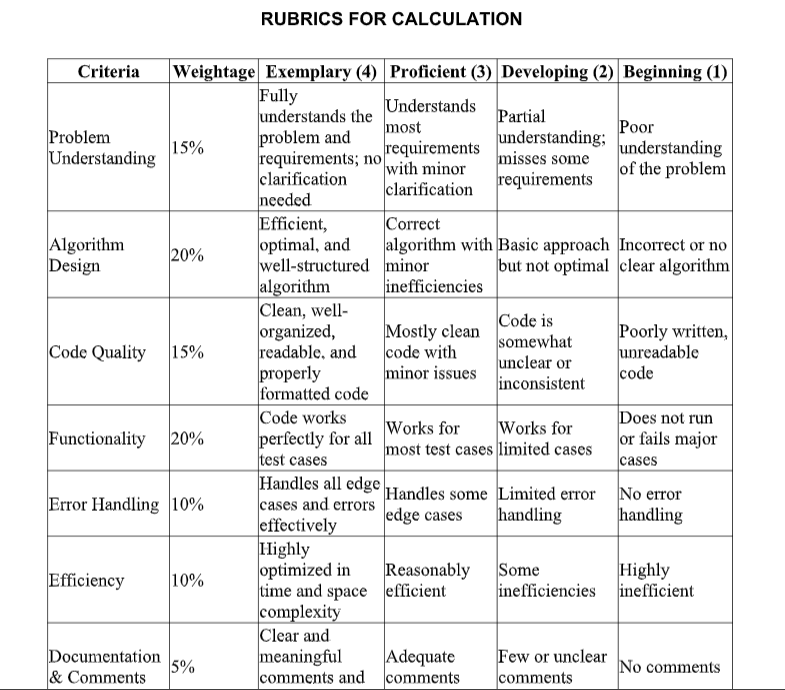 RUBRICS FOR CALCULATION
Criteria Weightage Exemplary (4) Proficient (3) Developing (2) Beginning (1)
Problem Understanding 15% Fully understands the problem and requirements; no clarification needed Understands most requirements with minor clarification Partial understanding; misses some requirements Poor understanding of the problem
Algorithm Design 20% Efficient, optimal, and well-structured algorithm Correct algorithm with minor inefficiencies Basic approach but not optimal Incorrect or no clear algorithm
Code Quality 15% Clean, well-organized, readable, and properly formatted code Mostly clean code with minor issues Code is somewhat unclear or inconsistent Poorly written, unreadable code
Functionality 20% Code works perfectly for all test cases Works for most test cases Works for limited cases Does not run or fails major cases
Error Handling 10% Handles all edge cases and errors effectively Handles some edge cases Limited error handling No error handling
Efficiency 10% Highly optimized in time and space complexity Reasonably efficient Some inefficiencies Highly inefficient
Documentation & Comments 5% Clear and meaningful comments and Adequate comments Few or unclear comments No comments